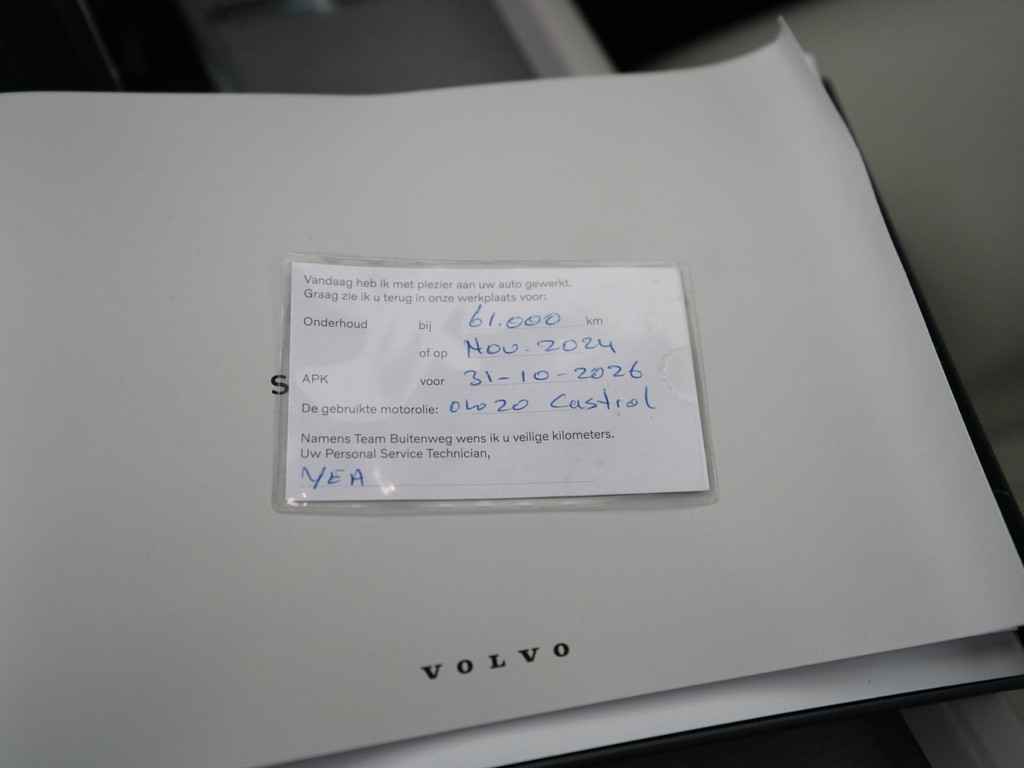 Vandaag heb ik met plezier aan uw auto gewerkt.
Graag zie ik u terug in onze werkplaats voor:
Onderhoud bij 61.000 km
of op Nov. 2024
S
APK voor 31-10-2026
De gebruikte motorolie: 0w20 Castrol
Namens Team Buitenweg wens ik u veilige kilometers.
Uw Personal Service Technician,
YEA
VOLVO